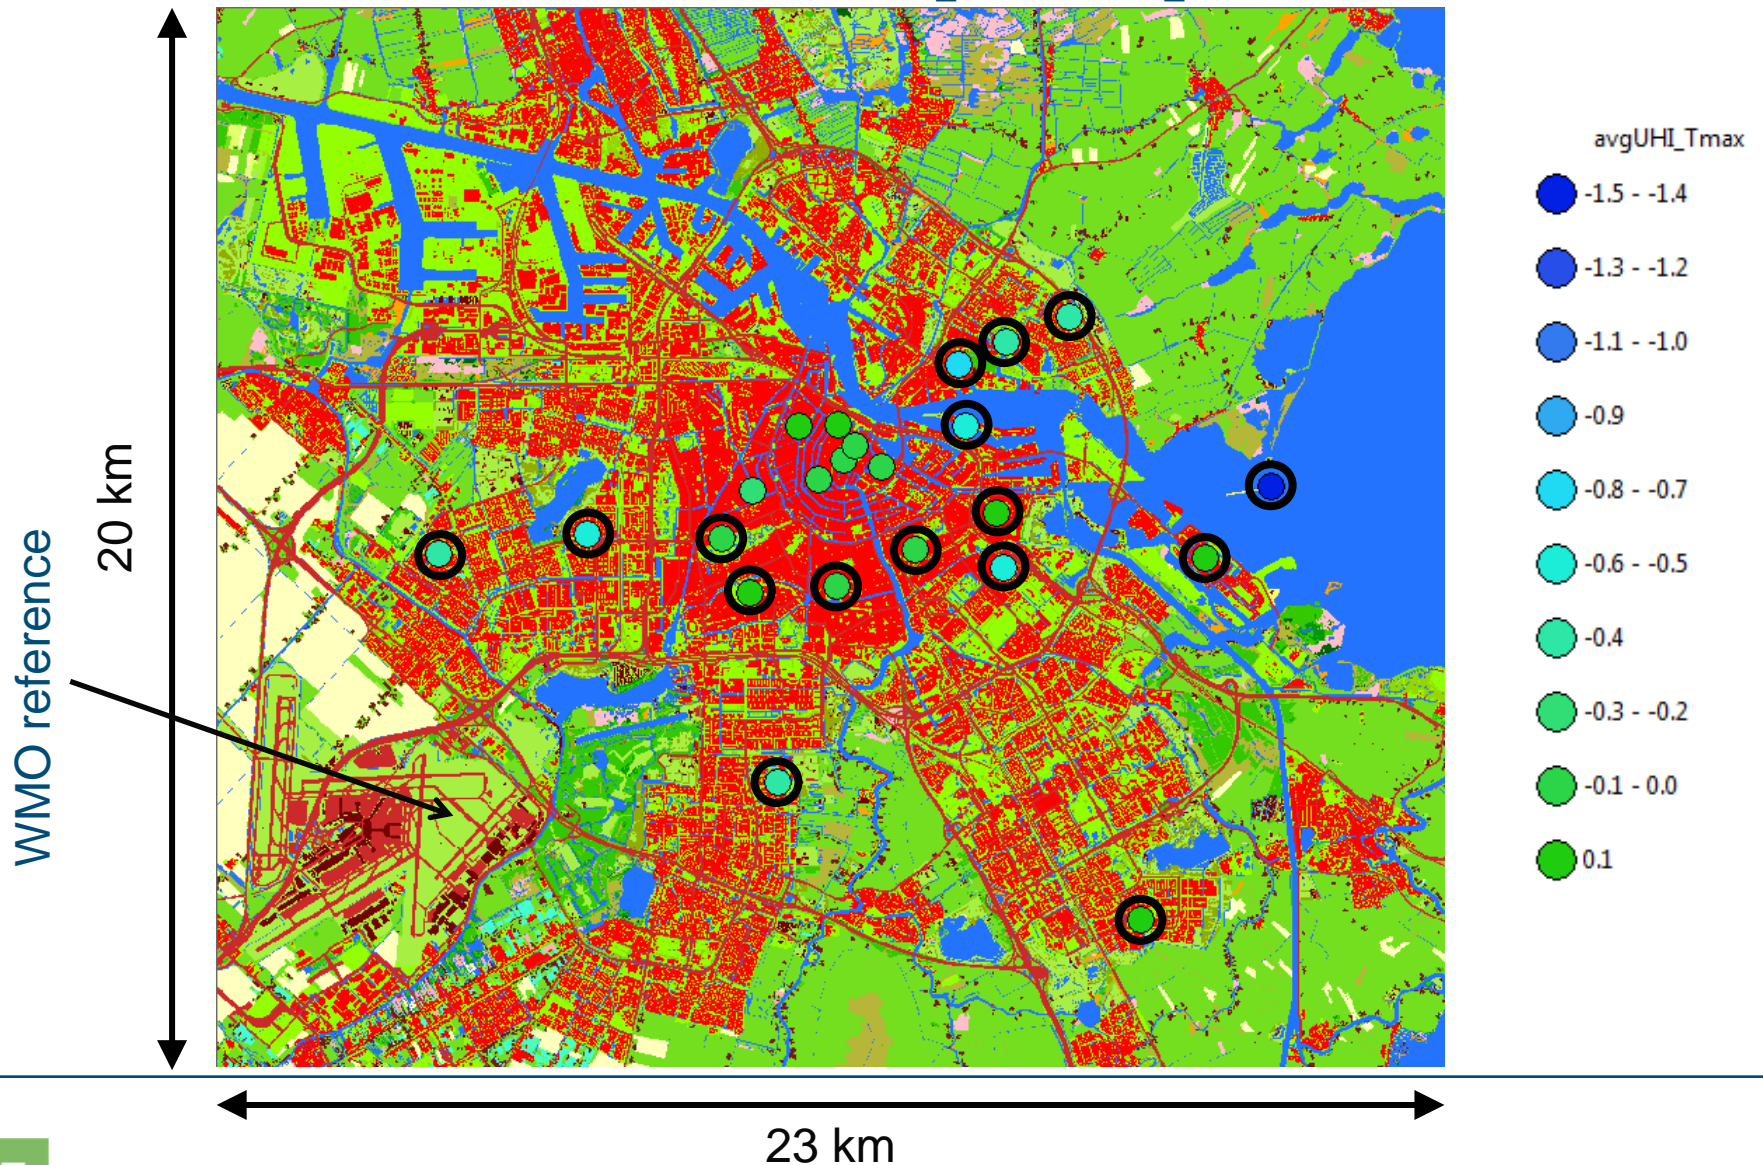 avgUHI_Tmax
-1.5 - -1.4
-1.3 - -1.2
-1.1 - -1.0
-0.9
-0.8 - -0.7
-0.6 - -0.5
-0.4
-0.3 - -0.2
-0.1 - 0.0
0.1
20 km
WMO reference
23 km